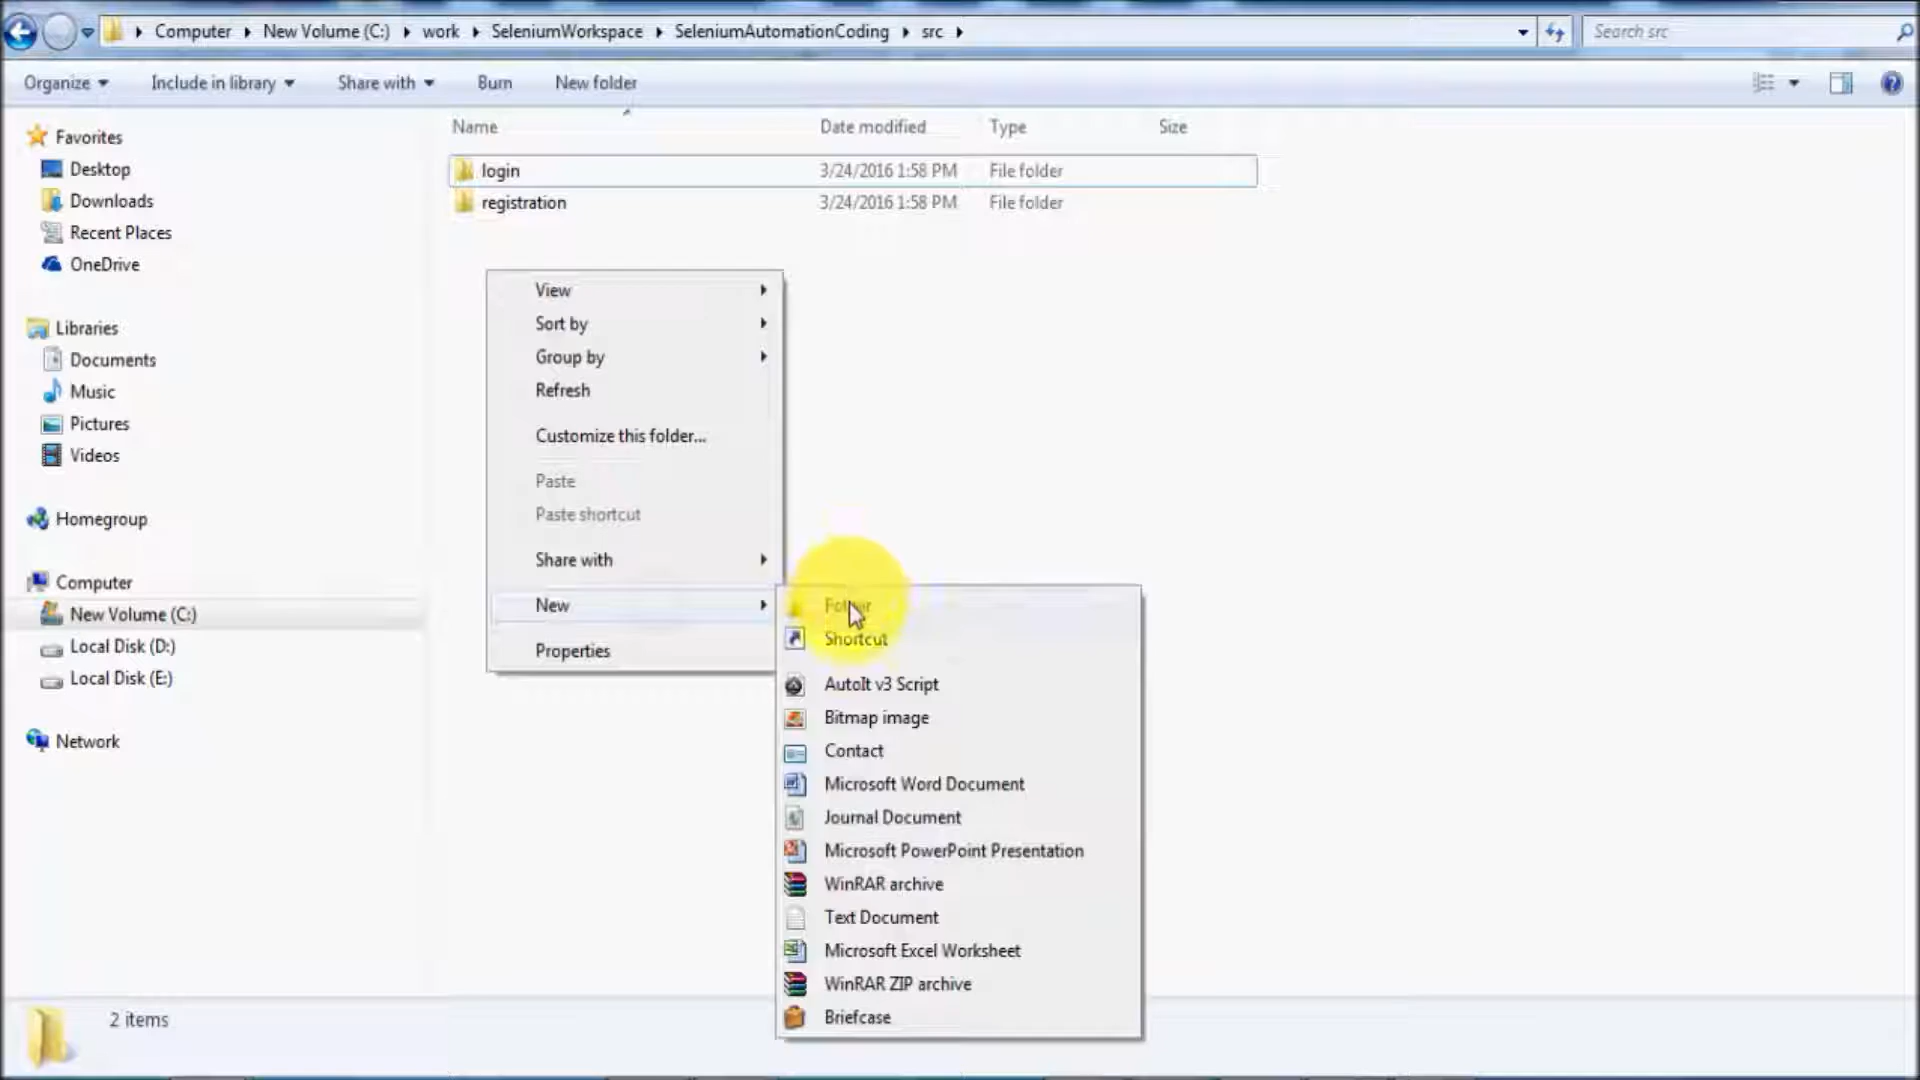 Computer New Volume (C:) work SeleniumWorkspace SeleniumAutomationCoding src
Search src
Organize Include in library Share with Burn New folder
Name Date modified Type Size
login 3/24/2016 1:58 PM File folder
registration 3/24/2016 1:58 PM File folder
Favorites
Desktop
Downloads
Recent Places
OneDrive
Libraries
Documents
Music
Pictures
Videos
Homegroup
Computer
New Volume (C:)
Local Disk (D:)
Local Disk (E:)
Network
View
Sort by
Group by
Refresh
Customize this folder...
Paste
Paste shortcut
Share with
New
Properties
Folder
Shortcut
AutoIt v3 Script
Bitmap image
Contact
Microsoft Word Document
Journal Document
Microsoft PowerPoint Presentation
WinRAR archive
Text Document
Microsoft Excel Worksheet
WinRAR ZIP archive
Briefcase
2 items